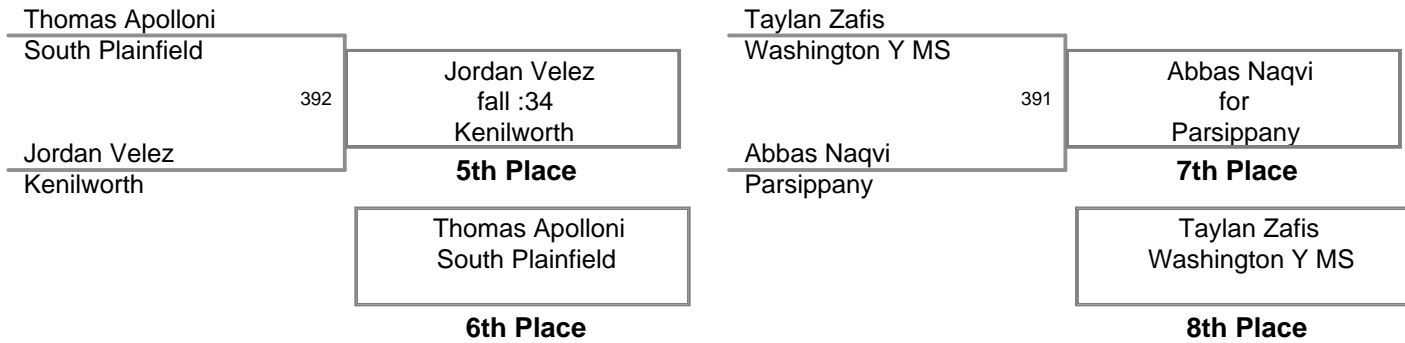 Thomas Apolloni
South Plainfield
392
Jordan Velez
Kenilworth
Jordan Velez
fall :34
Kenilworth
5th Place
Thomas Apolloni
South Plainfield
6th Place
Taylan Zafis
Washington Y MS
391
Abbas Naqvi
Parsippany
Abbas Naqvi
for
Parsippany
7th Place
Taylan Zafis
Washington Y MS
8th Place